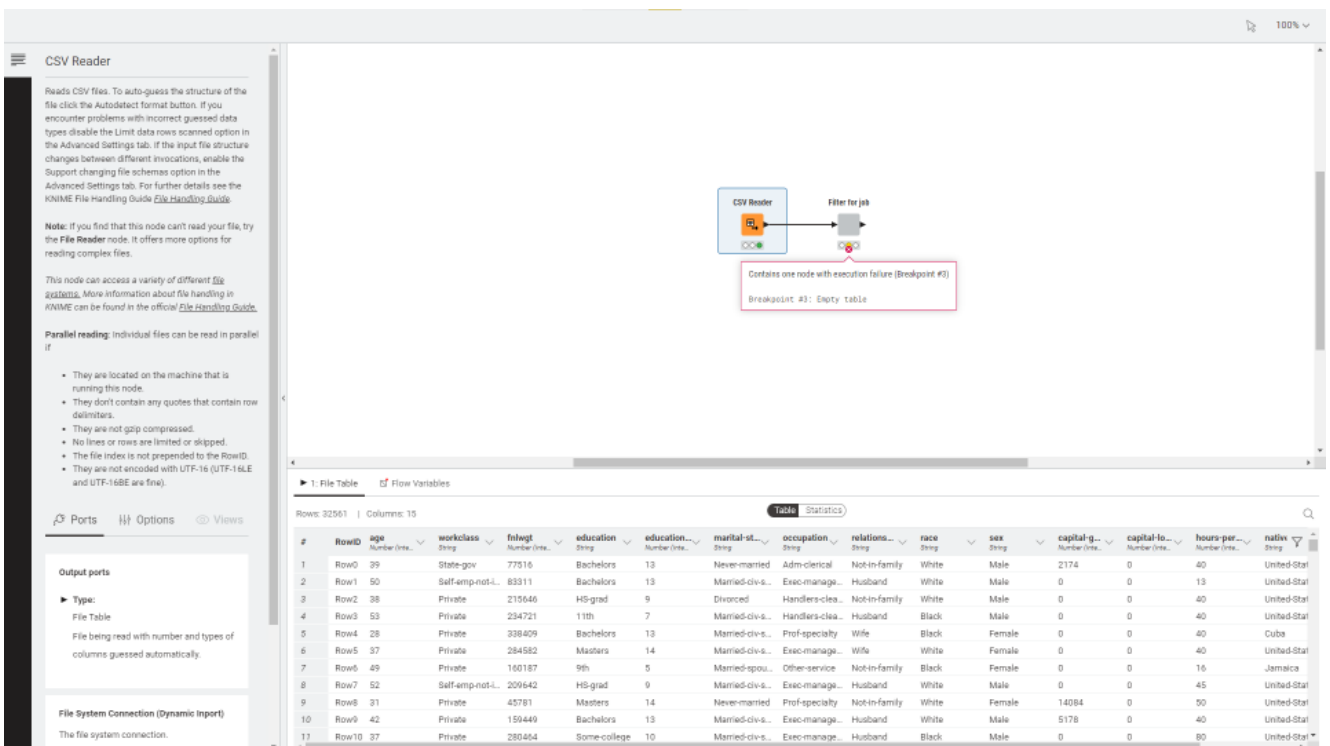 100%
CSV Reader
Reads CSV files. To auto-guess the structure of the
file click the Autodetect format button. If you
encounter problems with incorrect guessed data
types disable the Limit data rows scanned option in
the Advanced Settings tab. If the input file structure
changes between different invocations, enable the
Support changing file schemas option in the
Advanced Settings tab. For further details see the
KNIME File Handling Guide File Handling Guide.
Note: If you find that this node can't read your file, try
the File Reader node. It offers more options for
reading complex files.
This node can access a variety of different file
systems. More information about file handling in
KNIME can be found in the official File Handling Guide.
Parallel reading: Individual files can be read in parallel
if
• They are located on the machine that is
running this node.
• They don't contain any quotes that contain row
delimiters.
• They are not gzip compressed.
• No lines or rows are limited or skipped.
• The file index is not prepended to the RowID.
• They are not encoded with UTF-16 (UTF-16LE
and UTF-16BE are fine).
Ports Options Views
Output ports
Type:
File Table
File being read with number and types of
columns guessed automatically.
File System Connection (Dynamic Inport)
The file system connection.
CSV Reader Filter for job
Contains one node with execution failure (Breakpoint #3)
Breakpoint #3: Empty table
1: File Table Flow Variables
Rows: 32561 | Columns: 15 Table Statistics
# RowID age workclass fnlwgt education education... marital-st... occupation relations... race sex capital-g... capital-lo... hours-per... native
Number (Inte... String Number (Inte... String Number (Inte... String String String String String Number (Inte... Number (Inte... Number (Inte... String
1 Row0 39 State-gov 77516 Bachelors 13 Never-married Adm-clerical Not-in-family White Male 2174 0 40 United-Stat
2 Row1 50 Self-emp-not-i... 83311 Bachelors 13 Married-civ-s... Exec-manage... Husband White Male 0 0 13 United-Stat
3 Row2 38 Private 215646 HS-grad 9 Divorced Handlers-clea... Not-in-family White Male 0 0 40 United-Stat
4 Row3 53 Private 234721 11th 7 Married-civ-s... Handlers-clea... Husband Black Male 0 0 40 United-Stat
5 Row4 28 Private 338409 Bachelors 13 Married-civ-s... Prof-specialty Wife Black Female 0 0 40 Cuba
6 Row5 37 Private 284582 Masters 14 Married-civ-s... Exec-manage... Wife White Female 0 0 40 United-Stat
7 Row6 49 Private 160187 9th 5 Married-spou... Other-service Not-in-family Black Female 0 0 16 Jamaica
8 Row7 52 Self-emp-not-i... 209642 HS-grad 9 Married-civ-s... Exec-manage... Husband White Male 0 0 45 United-Stat
9 Row8 31 Private 45781 Masters 14 Never-married Prof-specialty Not-in-family White Female 14084 0 50 United-Stat
10 Row9 42 Private 159449 Bachelors 13 Married-civ-s... Exec-manage... Husband White Male 5178 0 40 United-Stat
11 Row10 37 Private 280464 Some-college 10 Married-civ-s... Exec-manage... Husband Black Male 0 0 80 United-Stat